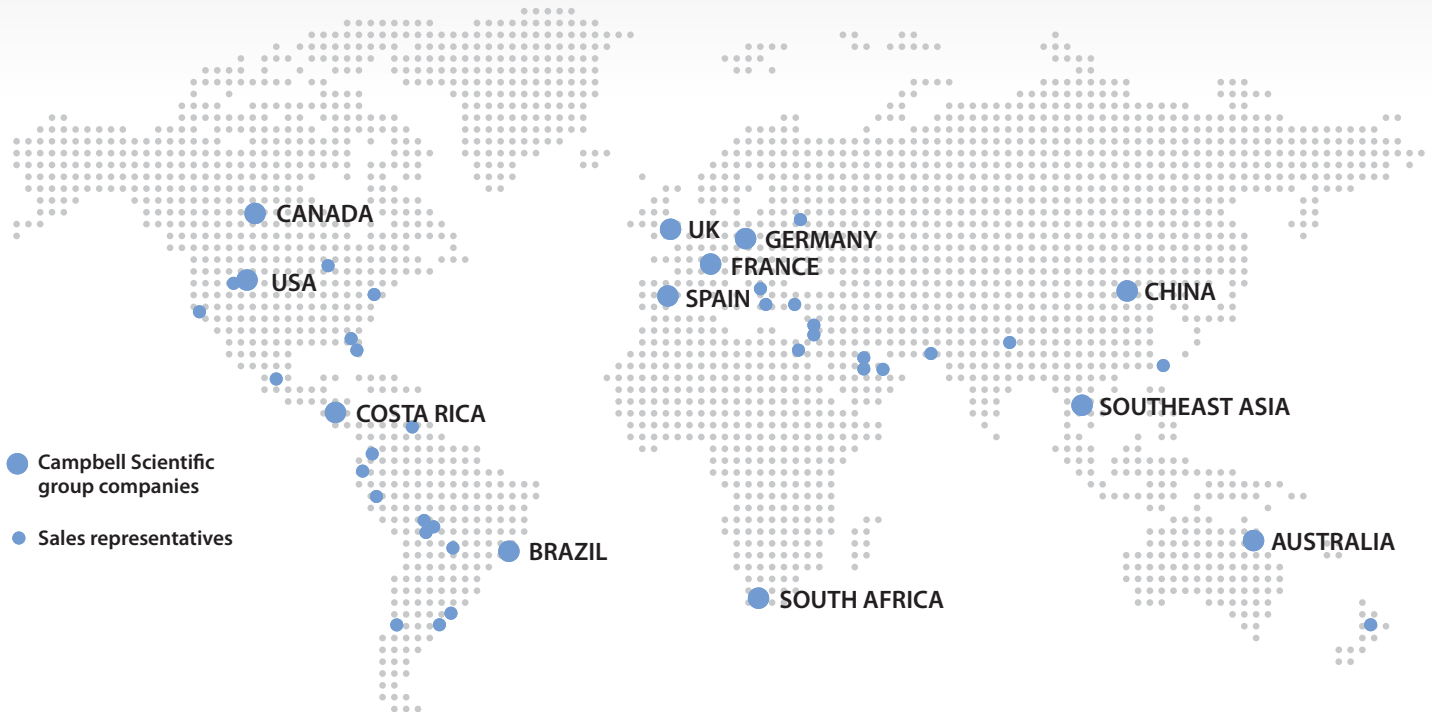 CANADA
UK
GERMANY
FRANCE
USA
SPAIN
CHINA
COSTA RICA
SOUTHEAST ASIA
Campbell Scientific
group companies
Sales representatives
BRAZIL
AUSTRALIA
SOUTH AFRICA